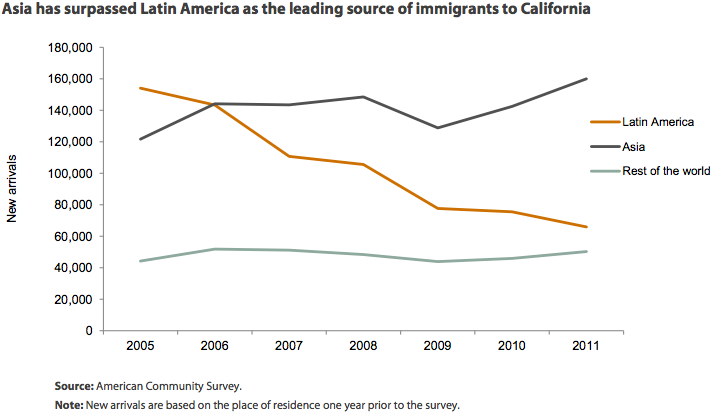 Asia has surpassed Latin America as the leading source of immigrants to California
180,000
160,000
140,000
120,000
100,000
80,000
60,000
40,000
20,000
0
New arrivals
2005 2006 2007 2008 2009 2010 2011
Latin America
Asia
Rest of the world
Source: American Community Survey.
Note: New arrivals are based on the place of residence one year prior to the survey.